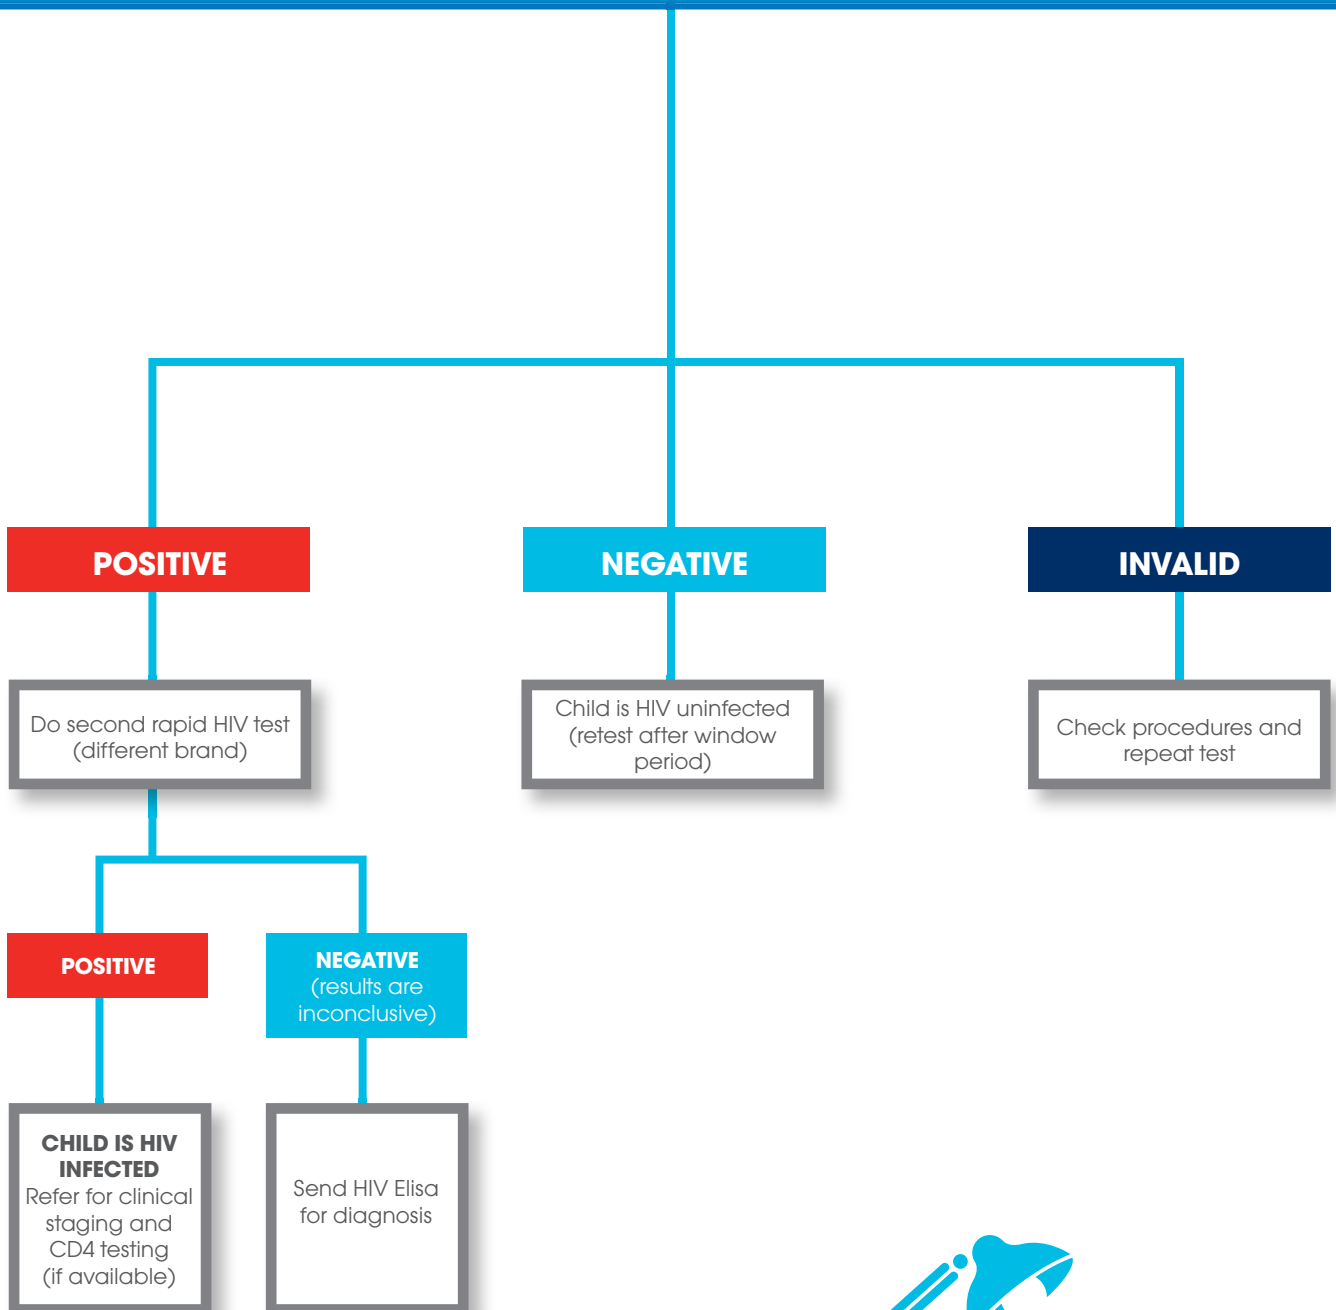 POSITIVE
NEGATIVE
INVALID
Do second rapid HIV test
(different brand)
Child is HIV uninfected
(retest after window
period)
Check procedures and
repeat test
POSITIVE
NEGATIVE
(results are
inconclusive)
CHILD IS HIV
INFECTED
Refer for clinical
staging and
CD4 testing
(if available)
Send HIV Elisa
for diagnosis